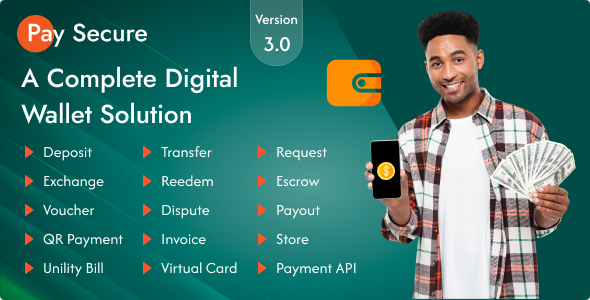 Pay Secure
Version
3.0
A Complete Digital
Wallet Solution
Deposit
Transfer
Request
Exchange
Reedem
Escrow
Voucher
Dispute
Payout
QR Payment
Invoice
Store
Unility Bill
Virtual Card
Payment API
$